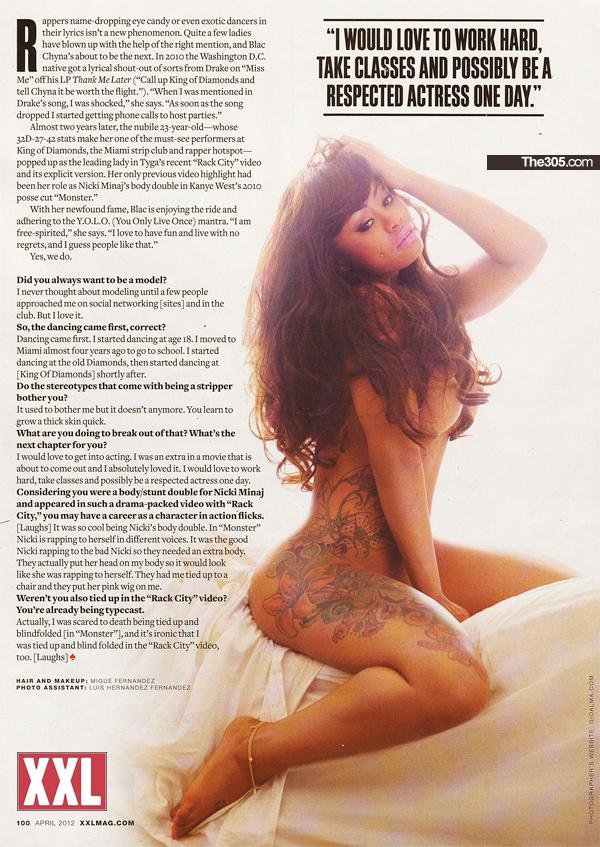 Rappers name-dropping eye candy or even exotic dancers in
their lyrics isn't a new phenomenon. Quite a few ladies
have blown up with the help of the right mention, and Blac
Chyna's about to be the next. In 2010 the Washington D.C.
native got a lyrical shout-out of sorts from Drake on "Miss
Me" off his LP Thank Me Later ("Call up King of Diamonds and
tell Chyna it be worth the flight."). "When I was mentioned in
Drake's song, I was shocked," she says. "As soon as the song
dropped I started getting phone calls to host parties."
Almost two years later, the nubile 23-year-old—whose
32D-27-42 stats make her one of the must-see performers at
King of Diamonds, the Miami strip club and rapper hotspot—
popped up as the leading lady in Tyga's recent "Rack City" video
and its explicit version. Her only previous video highlight had
been her role as Nicki Minaj's body double in Kanye West's 2010
posse cut "Monster."
With her newfound fame, Blac is enjoying the ride and
adhering to the Y.O.L.O. (You Only Live Once) mantra. "I am
free-spirited," she says. "I love to have fun and live with no
regrets, and I guess people like that."
Yes, we do.
Did you always want to be a model?
I never thought about modeling until a few people
approached me on social networking [sites] and in the
club. But I love it.
So, the dancing came first, correct?
Dancing came first. I started dancing at age 18. I moved to
Miami almost four years ago to go to school. I started
dancing at the old Diamonds, then started dancing at
[King Of Diamonds] shortly after.
Do the stereotypes that come with being a stripper
bother you?
It used to bother me but it doesn't anymore. You learn to
grow a thick skin quick.
What are you doing to break out of that? What's the
next chapter for you?
I would love to get into acting. I was an extra in a movie that is
about to come out and I absolutely loved it. I would love to work
hard, take classes and possibly be a respected actress one day.
Considering you were a body/stunt double for Nicki Minaj
and appeared in such a drama-packed video with "Rack
City," you may have a career as a character in action flicks.
[Laughs] It was so cool being Nicki's body double. In "Monster"
Nicki is rapping to herself in different voices. It was the good
Nicki rapping to the bad Nicki so they needed an extra body.
They actually put her head on my body so it would look
like she was rapping to herself. They had me tied up to a
chair and they put her pink wig on me.
Weren't you also tied up in the "Rack City" video?
You're already being typecast.
Actually, I was scared to death being tied up and
blindfolded [in "Monster"], and it's ironic that I
was tied up and blind folded in the "Rack City" video,
too. [Laughs]
HAIR AND MAKEUP: MIGUE FERNANDEZ
PHOTO ASSISTANT: LUIS HERNANDEZ FERNANDEZ
XXL
100 APRIL 2012 XXLMAG.COM
"I WOULD LOVE TO WORK HARD,
TAKE CLASSES AND POSSIBLY BE A
RESPECTED ACTRESS ONE DAY."
The305.com
PHOTOGRAPHER'S WEBSITE: GIOALMA.COM